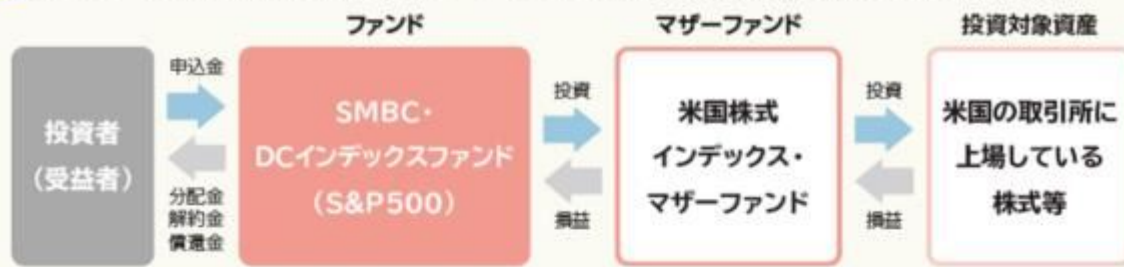 ファンド
マザーファンド
投資対象資産
投資者
(受益者)
申込金
分配金
解約金
償還金
SMBC・
DCインデックスファンド
(S&P500)
投資
損益
米国株式
インデックス・
マザーファンド
投資
損益
米国の取引所に
上場している
株式等